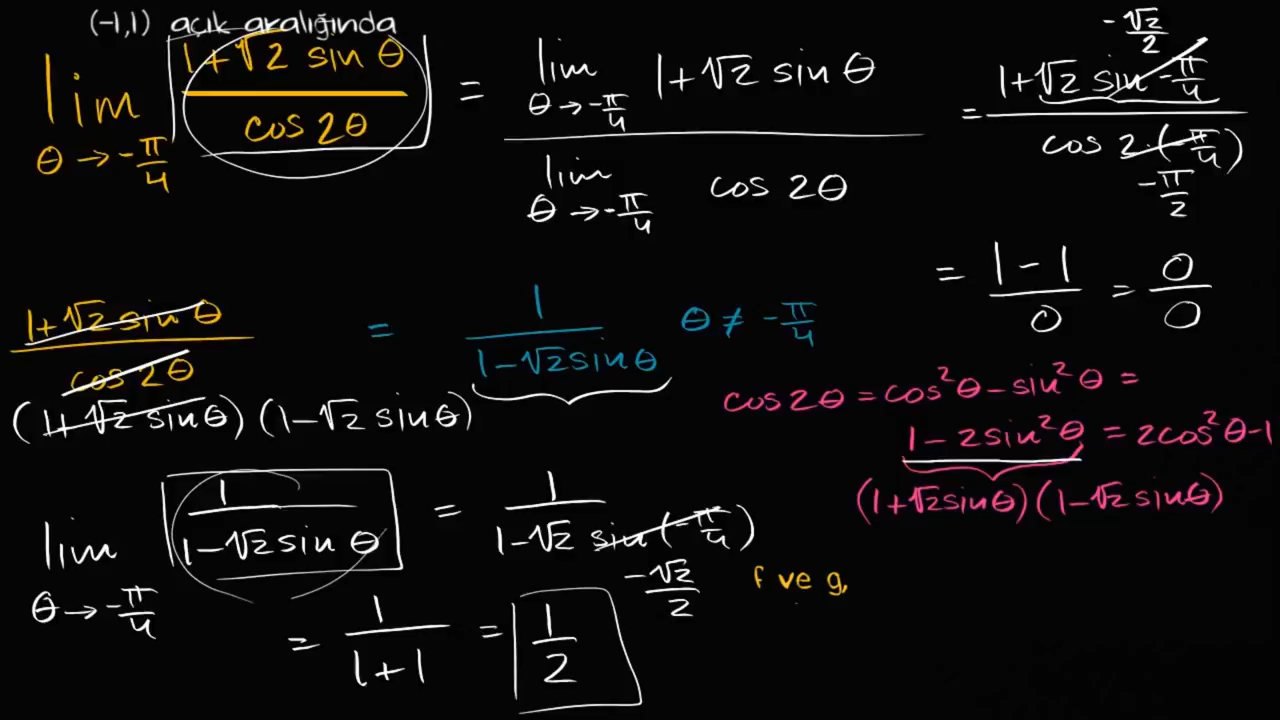 (-1,1) açık aralığında
lim θ→-π/4 (1+√2 sin θ)/(cos 2θ) = (lim θ→-π/4 1+√2 sin θ)/(lim θ→-π/4 cos 2θ) = (1+√2 sin -π/4)/(cos 2·(-π/4))
-√2/2
-π/2
= (1-1)/0 = 0/0
(1+√2 sin θ)/(cos 2θ) = 1/(1-√2 sin θ) θ ≠ -π/4
(1+√2 sin θ)(1-√2 sin θ)
cos 2θ = cos²θ - sin²θ =
1 - 2sin²θ = 2cos²θ-1
(1+√2 sin θ)(1-√2 sin θ)
lim θ→-π/4 1/(1-√2 sin θ) = 1/(1-√2 sin(-π/4))
-√2/2
f ve g,
= 1/(1+1) = 1/2